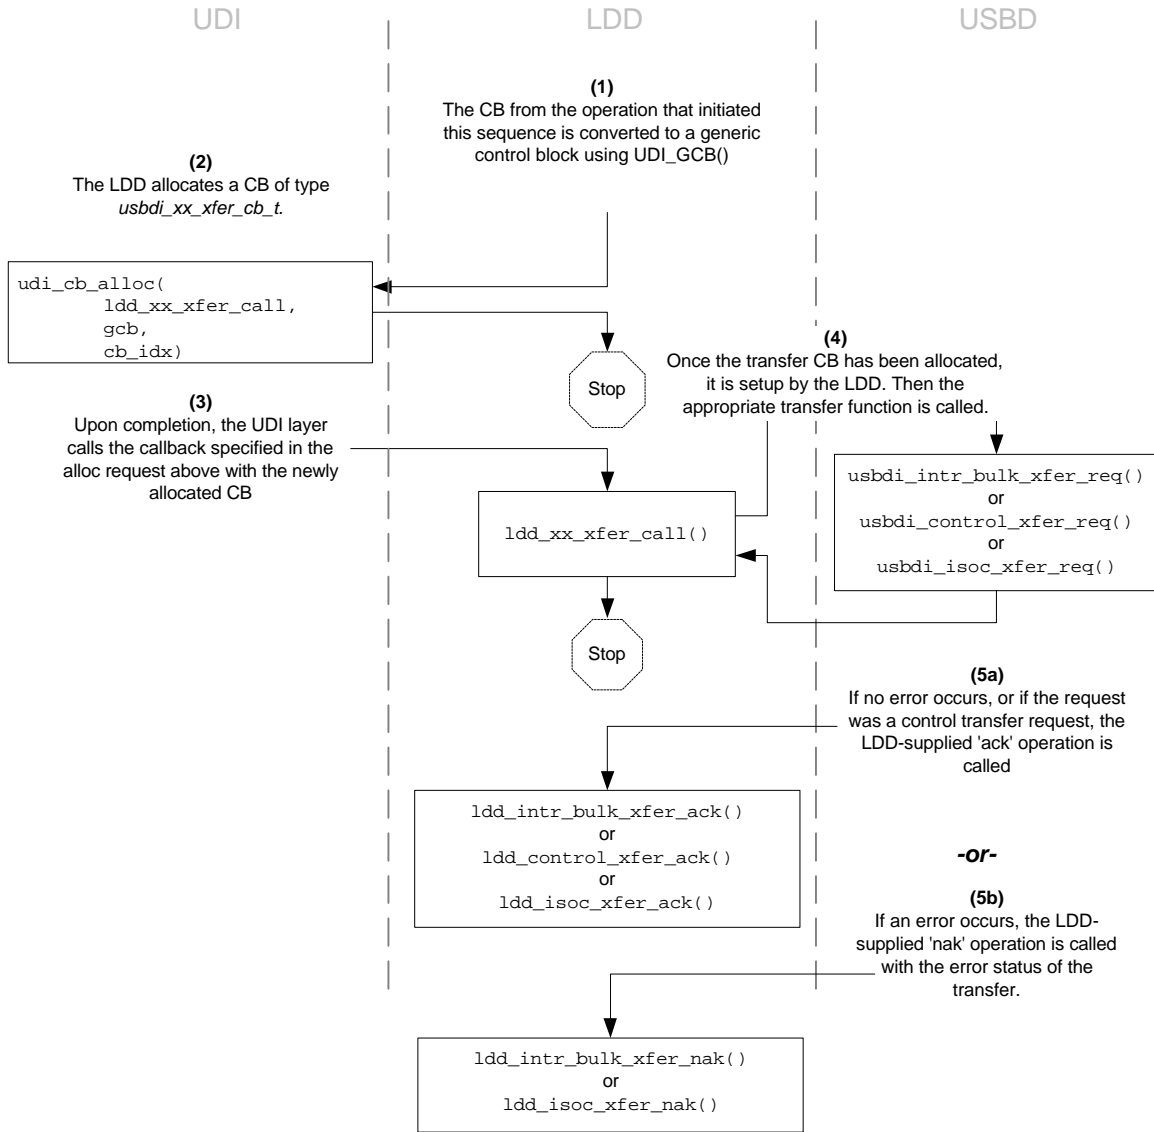 UDI
LDD
USBD
(1)
The CB from the operation that initiated
this sequence is converted to a generic
control block using UDI_GCB()
(2)
The LDD allocates a CB of type
usbdi_xx_xfer_cb_t.
udi_cb_alloc(
ldd_xx_xfer_call,
gcb,
cb_idx)
Stop
(3)
Upon completion, the UDI layer
calls the callback specified in the
alloc request above with the newly
allocated CB
(4)
Once the transfer CB has been allocated,
it is setup by the LDD. Then the
appropriate transfer function is called.
ldd_xx_xfer_call()
usbdi_intr_bulk_xfer_req()
or
usbdi_control_xfer_req()
or
usbdi_isoc_xfer_req()
Stop
(5a)
If no error occurs, or if the request
was a control transfer request, the
LDD-supplied 'ack' operation is
called
ldd_intr_bulk_xfer_ack()
or
ldd_control_xfer_ack()
or
ldd_isoc_xfer_ack()
-or-
(5b)
If an error occurs, the LDD-
supplied 'nak' operation is called
with the error status of the
transfer.
ldd_intr_bulk_xfer_nak()
or
ldd_isoc_xfer_nak()